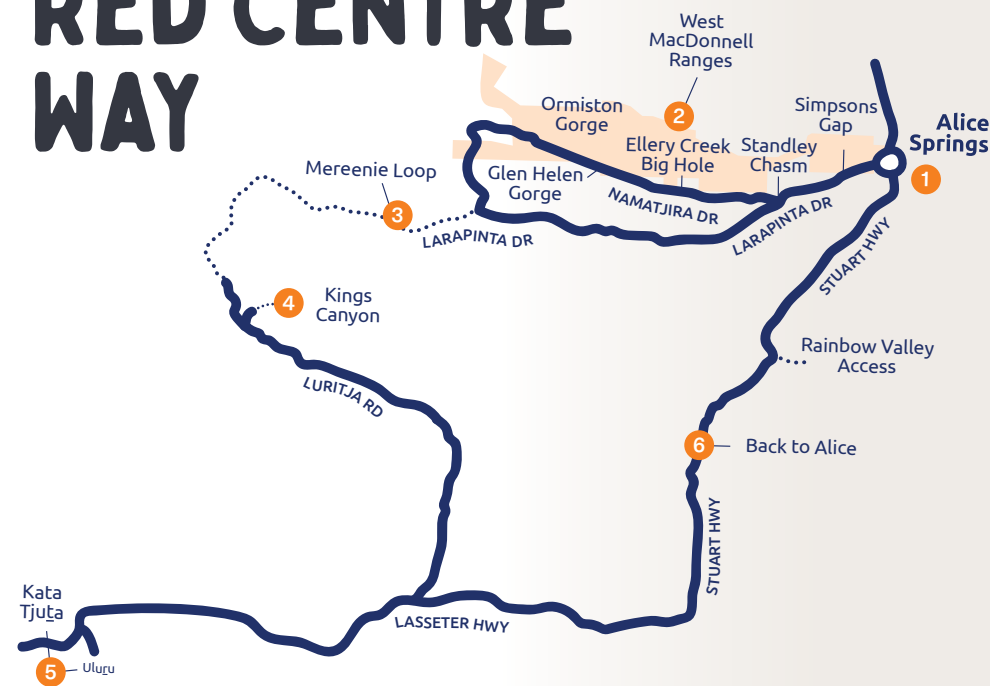 RED CENTRE
WAY
West
MacDonnell
Ranges
2
Ormiston
Gorge
Simpsons
Gap
Alice
Springs
1
Ellery Creek
Big Hole
Standley
Chasm
Mereenie Loop
3
Glen Helen
Gorge
NAMATJIRA DR
LARAPINTA DR
LARAPINTA DR
STUART HWY
4
Kings
Canyon
Rainbow Valley
Access
LURITJA RD
6
Back to Alice
STUART HWY
Kata
Tjuṯa
LASSETER HWY
5
Uluṟu